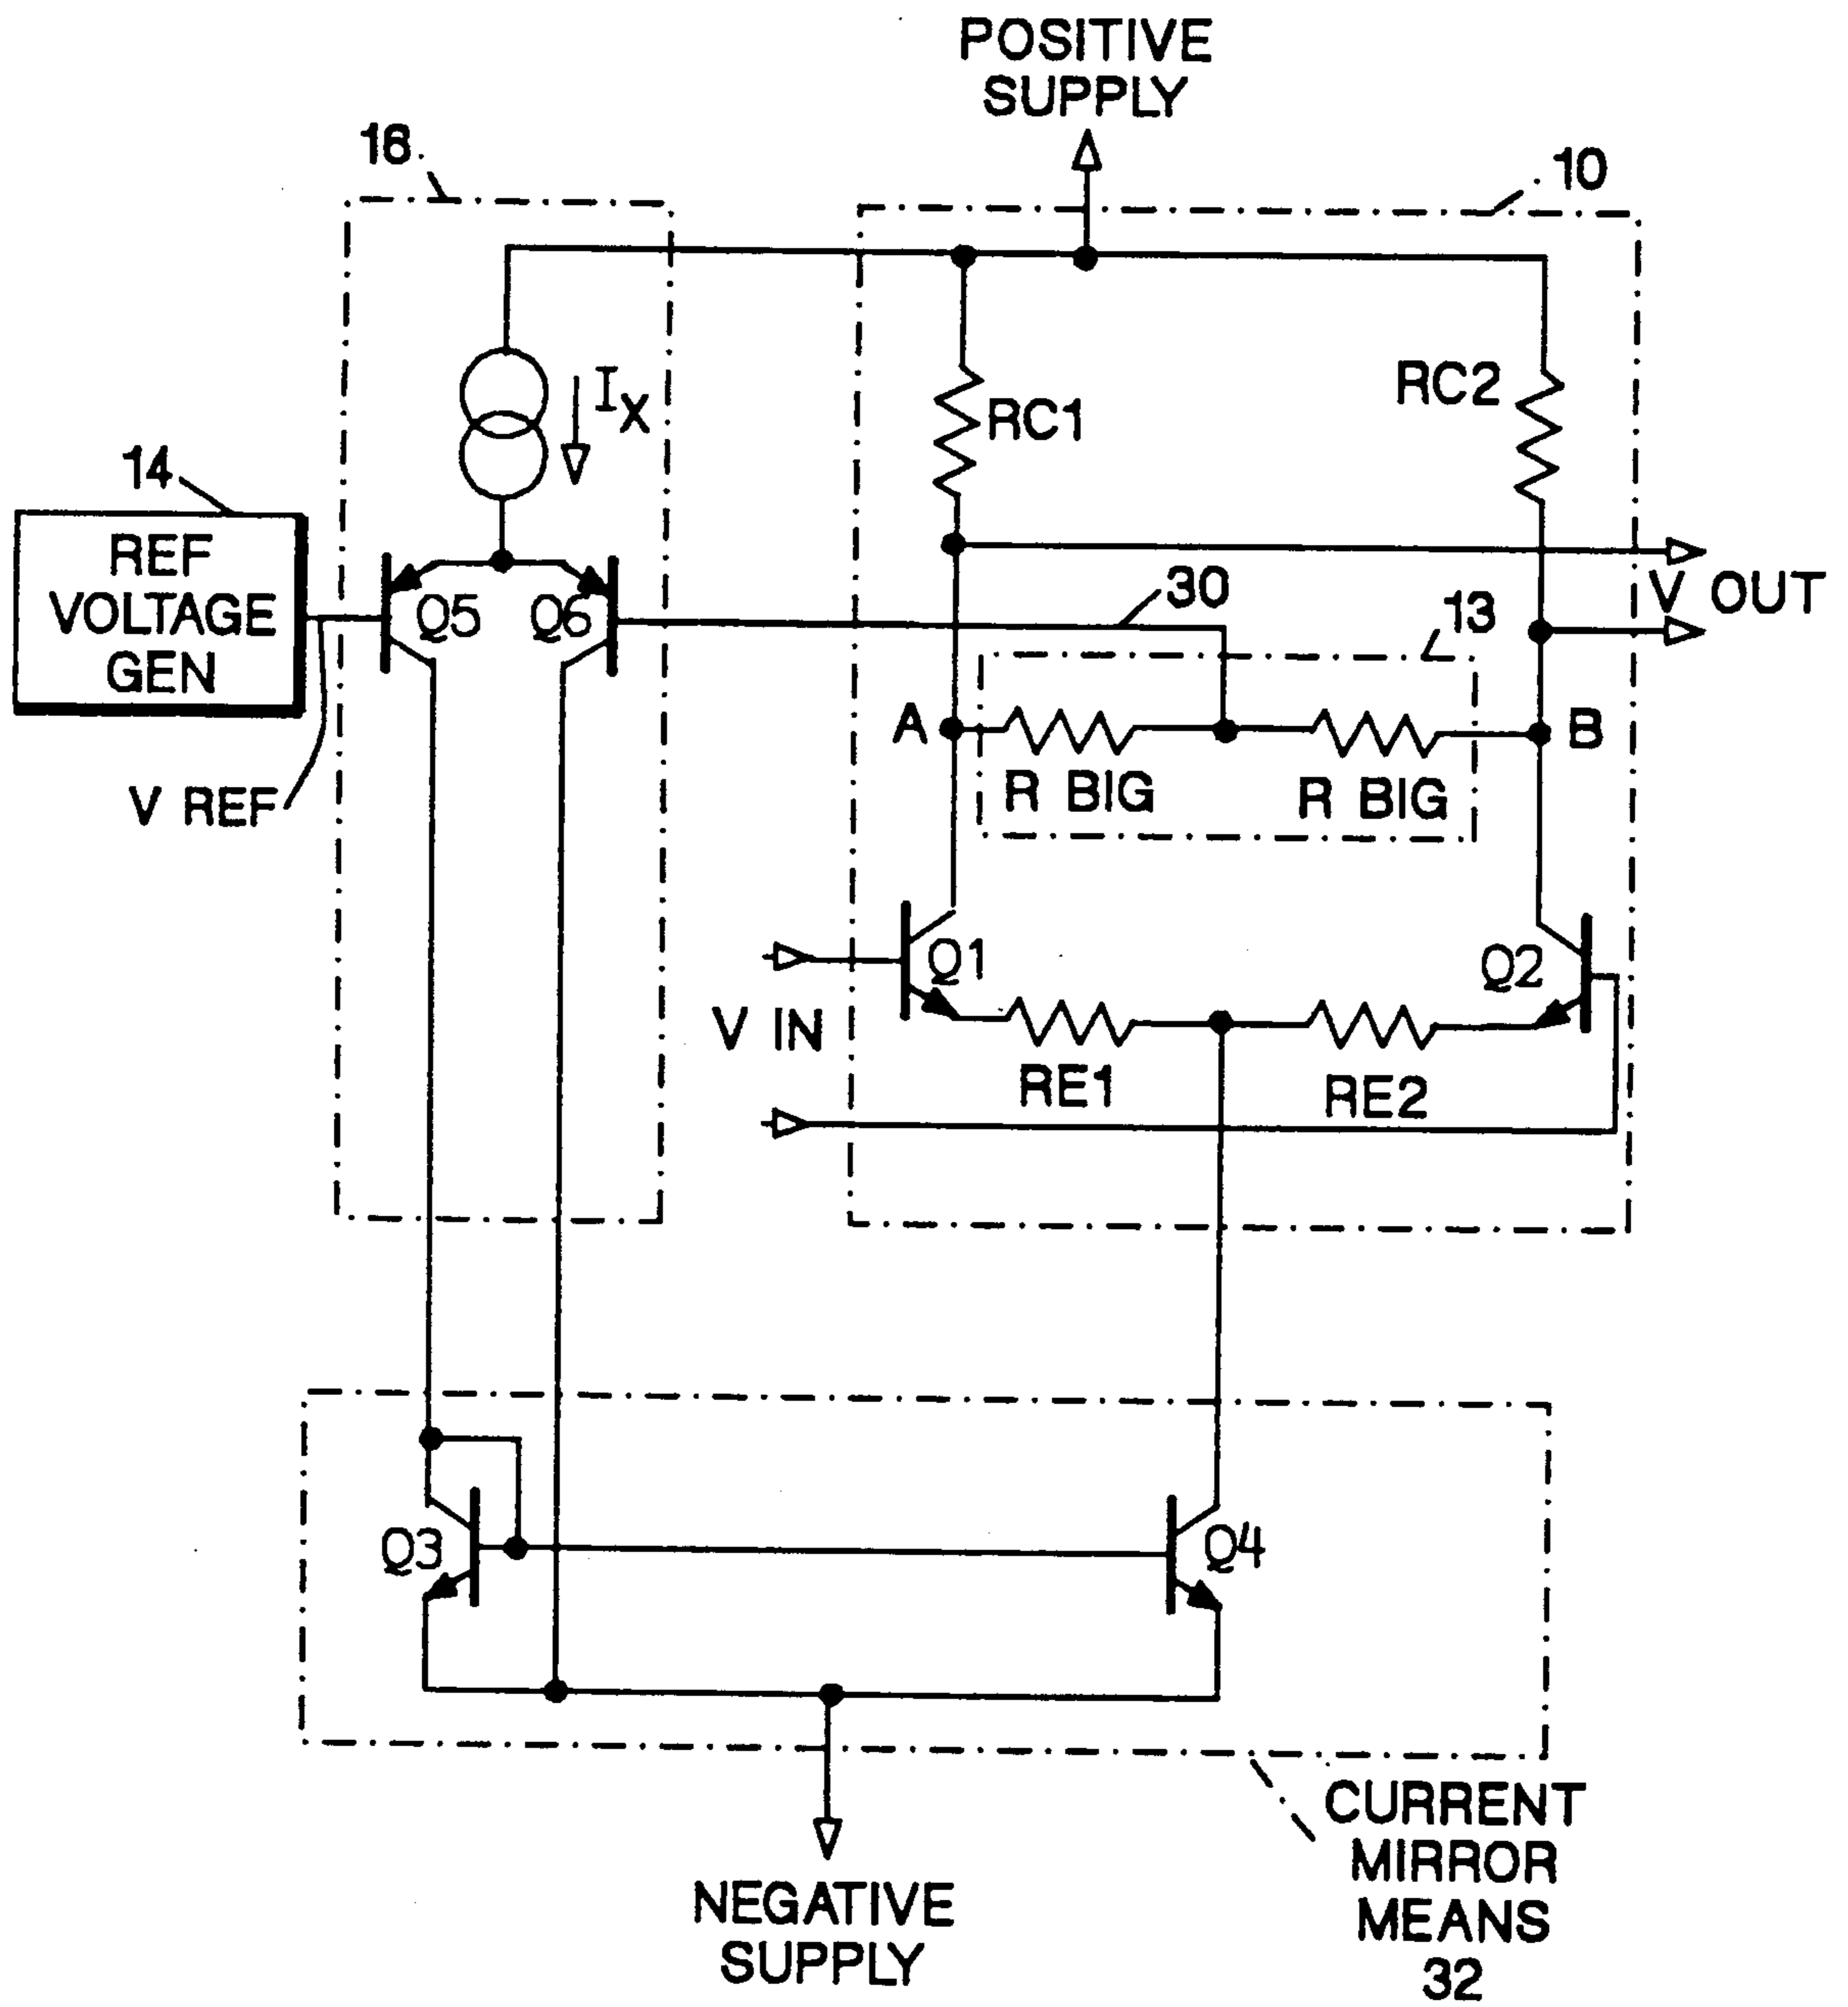 POSITIVE
SUPPLY
16
10
I X
RC1
RC2
14
REF
VOLTAGE
GEN
Q5
Q6
30
13
V OUT
V REF
A
R BIG
R BIG
B
Q1
Q2
V IN
RE1
RE2
Q3
Q4
CURRENT
MIRROR
MEANS
32
NEGATIVE
SUPPLY